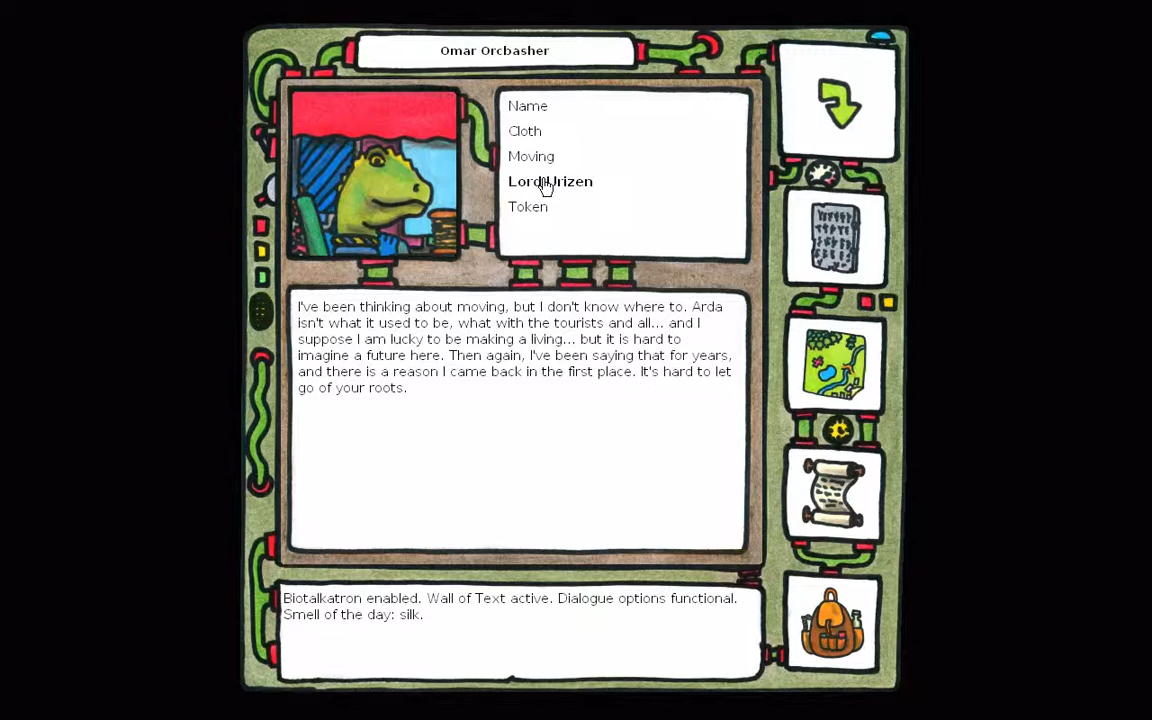 Omar Orcbasher
Name
Cloth
Moving
Lord Urizen
Token
I've been thinking about moving, but I don't know where to. Arda
isn't what it used to be, what with the tourists and all... and I
suppose I am lucky to be making a living... but it is hard to
imagine a future here. Then again, I've been saying that for years,
and there is a reason I came back in the first place. It's hard to let
go of your roots.
Biotalkatron enabled. Wall of Text active. Dialogue options functional.
Smell of the day: silk.